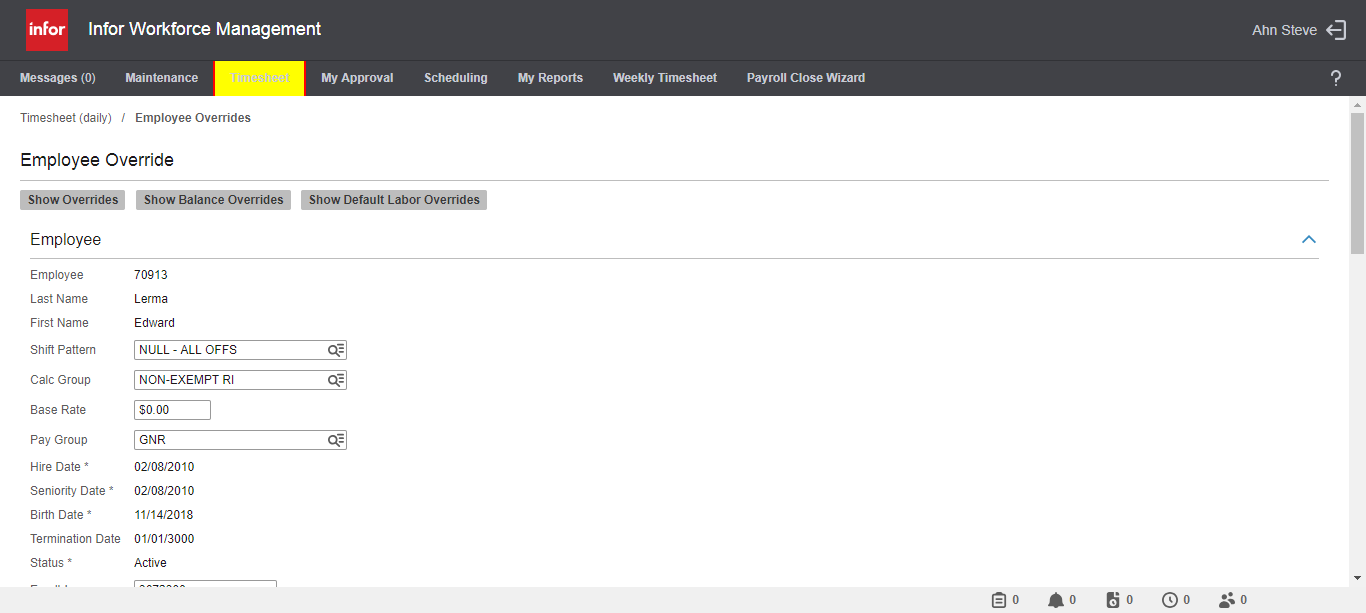 infor Infor Workforce Management Ahn Steve
Messages (0) Maintenance Timesheet My Approval Scheduling My Reports Weekly Timesheet Payroll Close Wizard ?
Timesheet (daily) / Employee Overrides
Employee Override
Show Overrides Show Balance Overrides Show Default Labor Overrides
Employee
Employee 70913
Last Name Lerma
First Name Edward
Shift Pattern NULL - ALL OFFS
Calc Group NON-EXEMPT RI
Base Rate $0.00
Pay Group GNR
Hire Date * 02/08/2010
Seniority Date * 02/08/2010
Birth Date * 11/14/2018
Termination Date 01/01/3000
Status * Active
0 0 0 0 0